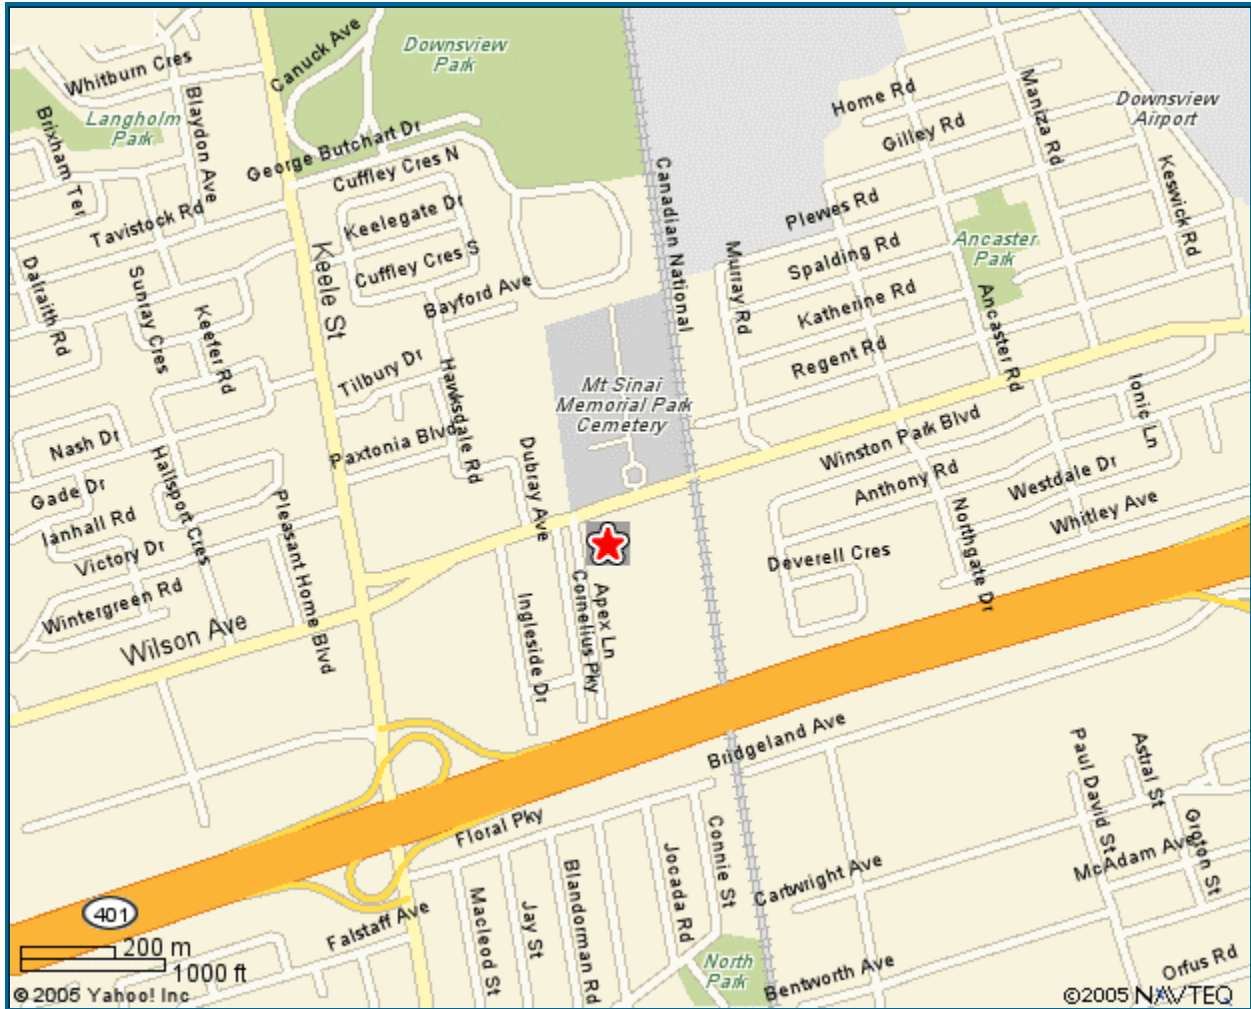 Canuck Ave
Downsview
Park
Whitburn Cres
Langholm
Park
Blaydon Ave
Brixham Ter
George Butchart Dr
Cuffley Cres N
Home Rd
Maniza Rd
Downsview
Airport
Gilley Rd
Keswick Rd
Canadian National
Tavistock Rd
Keelegate Dr
Plewes Rd
Keele St
Cuffley Cres S
Murray Rd
Spalding Rd
Ancaster
Park
Dalraith Rd
Sunray Cres
Keefer Rd
Bayford Ave
Katherine Rd
Ancaster Rd
Tilbury Dr
Hawksdale Rd
Regent Rd
Mt Sinai
Memorial Park
Cemetery
Ionic Ln
Nash Dr
Paxtonia Blvd
Dubray Ave
Winston Park Blvd
Gade Dr
Hallsport Cres
Anthony Rd
Westdale Dr
Ianhall Rd
Pleasant Home Blvd
Whitley Ave
Northgate Dr
Victory Dr
Deverell Cres
Wintergreen Rd
Wilson Ave
Ingleside Dr
Cornelius Pky
Apex Ln
Bridgeland Ave
Paul David St
Astral St
Floral Pky
Groton St
Connie St
Jocada Rd
McAdam Ave
Cartwright Ave
Blandorman Rd
401
Falstaff Ave
Macleod St
Jay St
North
Park
Bentworth Ave
Orfus Rd
200 m
1000 ft
© 2005 Yahoo! Inc
©2005 NAVTEQ